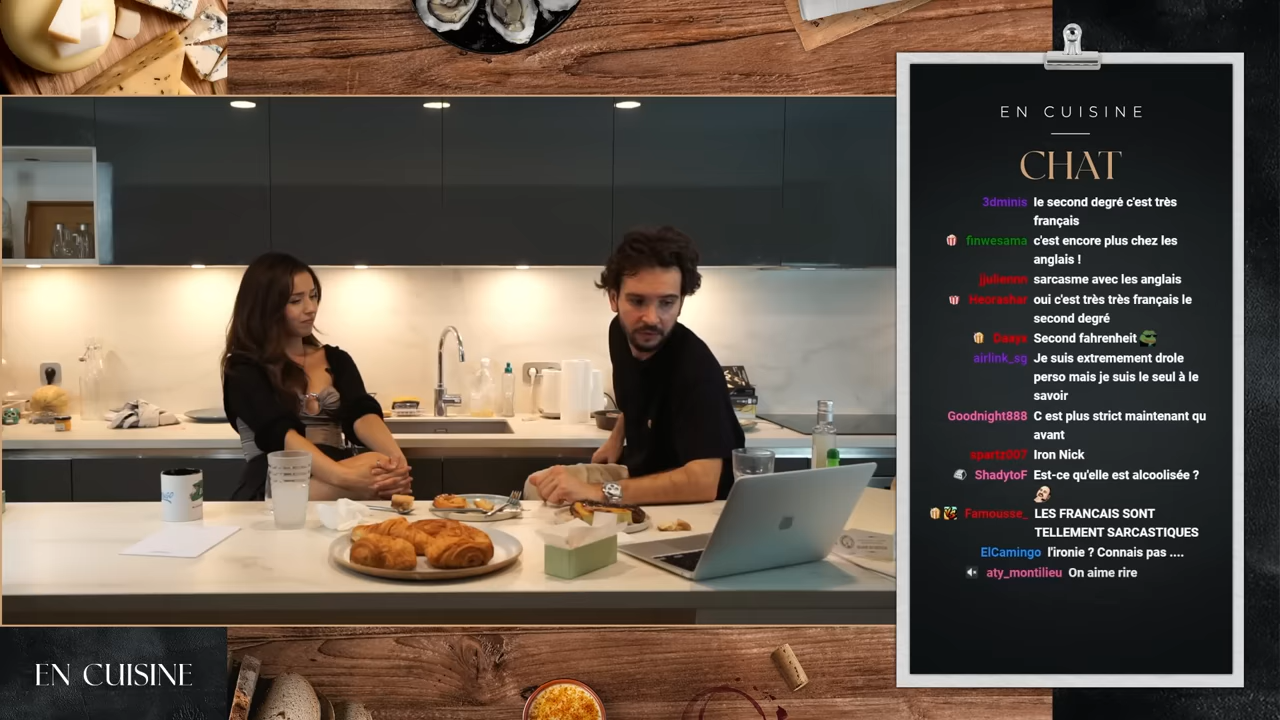 EN CUISINE
CHAT
3dminis le second degré c'est très
français
finwesama c'est encore plus chez les
anglais !
jjuliennn sarcasme avec les anglais
Heorashar oui c'est très très français le
second degré
Daayx Second fahrenheit
airlink_sg Je suis extremement drole
perso mais je suis le seul à le
savoir
Goodnight888 C est plus strict maintenant qu
avant
spartz007 Iron Nick
ShadytoF Est-ce qu'elle est alcoolisée ?
Famousse_ LES FRANCAIS SONT
TELLEMENT SARCASTIQUES
ElCamingo l'ironie ? Connais pas ....
aty_montilieu On aime rire
EN CUISINE